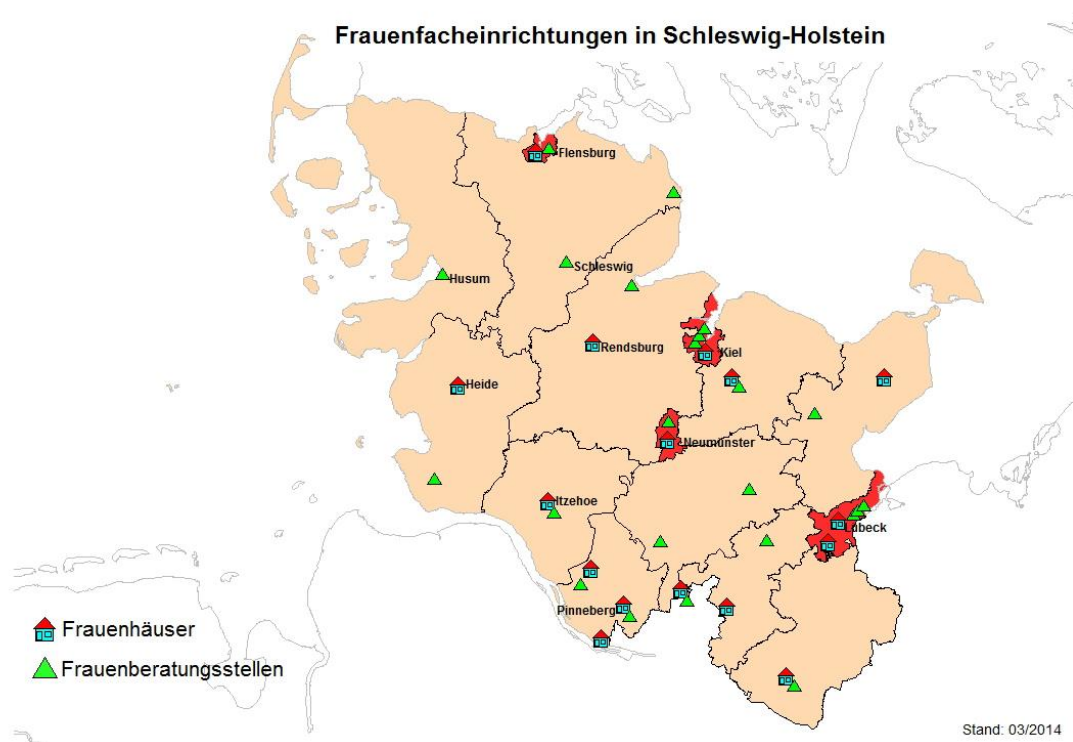 Frauenfacheinrichtungen in Schleswig-Holstein
Flensburg
Schleswig
Husum
Rendsburg
Kiel
Heide
Neumünster
Itzehoe
Lübeck
Pinneberg
Frauenhäuser
Frauenberatungsstellen
Stand: 03/2014